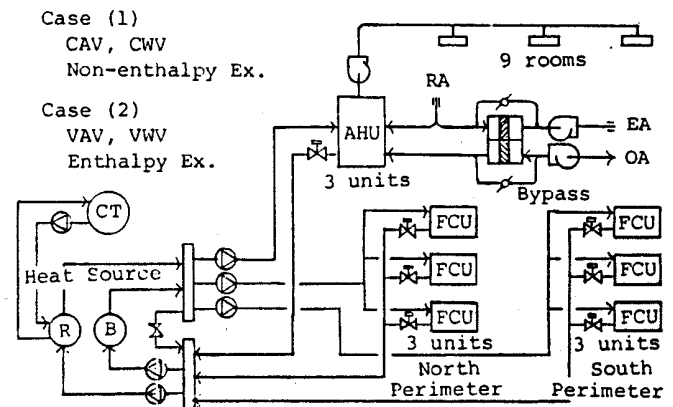 Case (1)
CAV, CWV
Non-enthalpy Ex.
Case (2)
VAV, VWV
Enthalpy Ex.
9 rooms
RA
AHU
EA
OA
3 units
Bypass
CT
Heat Source
R
B
FCU
FCU
FCU
FCU
FCU
FCU
3 units
North
Perimeter
3 units
South
Perimeter